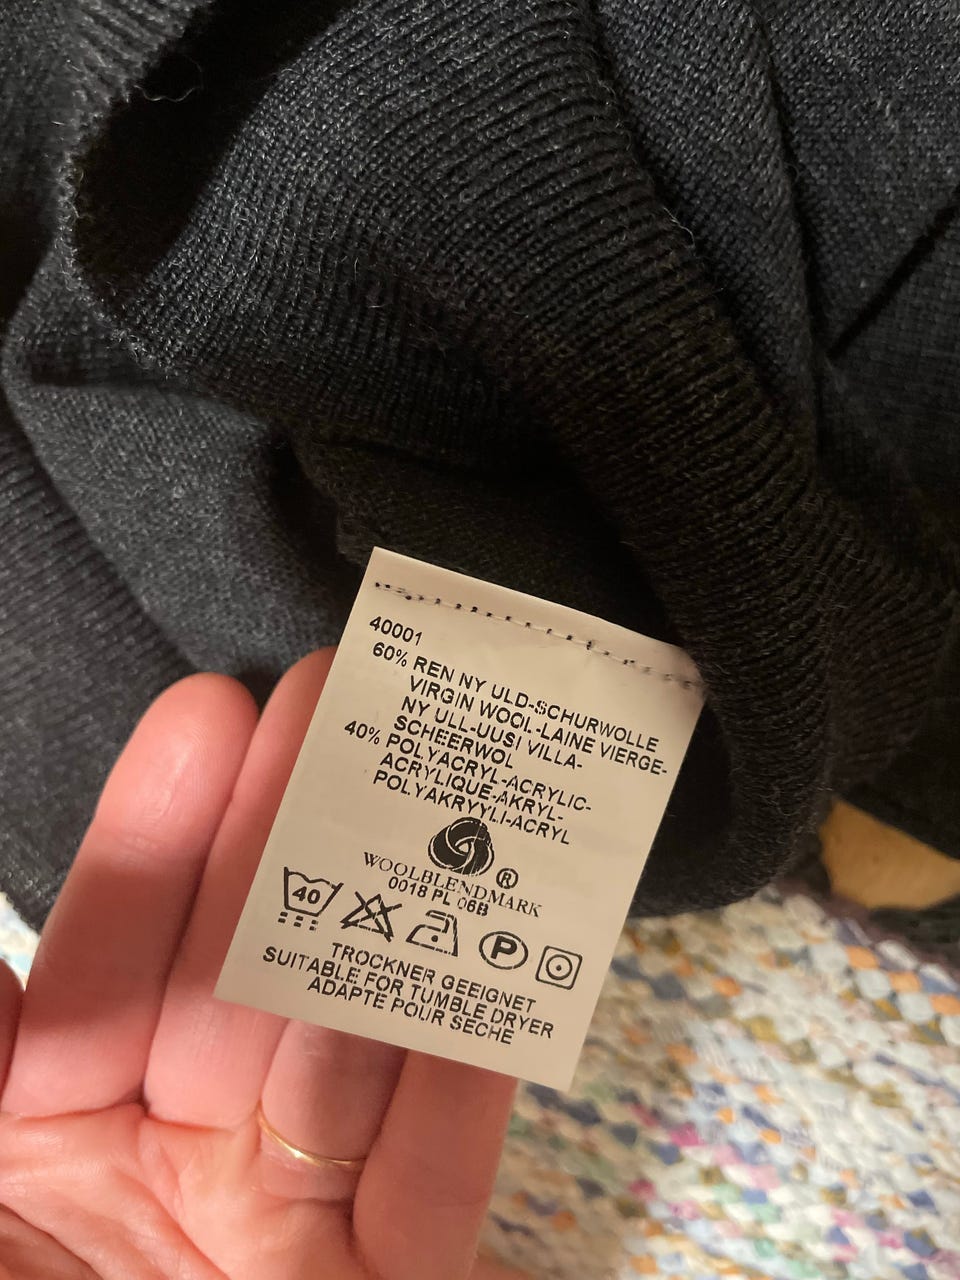 40001
60% REN NY ULD-SCHURWOLLE
VIRGIN WOOL-LAINE VIERGE-
NY ULL-UUSI VILLA-
SCHEERWOL
40% POLYACRYL-ACRYLIC-
ACRYLIQUE-AKRYL-
POLYAKRYYLI-ACRYL
WOOLBLENDMARK ®
0018 PL 06B
40 P
TROCKNER GEEIGNET
SUITABLE FOR TUMBLE DRYER
ADAPTE POUR SECHE